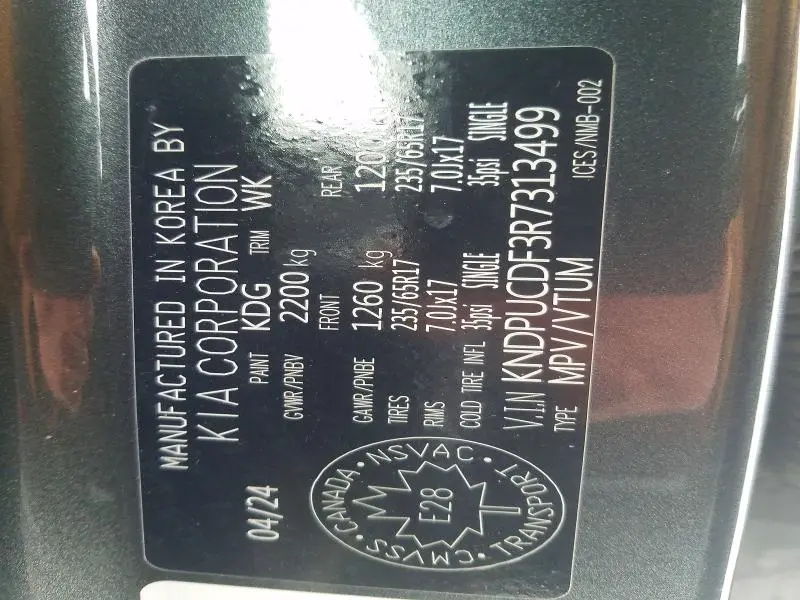 MANUFACTURED IN KOREA BY
KIA CORPORATION
04/24 PAINT KDG TRIM WK
GVWR/PNBV 2200 kg
FRONT REAR
GAWR/PNBE 1260 kg
TIRES 235/65R17 235/65R17
RIMS 7.0Jx17 7.0Jx17
COLD TIRE INFL 35psi SINGLE 35psi SINGLE
V.I.N KNDPUCDF3R7313499
TYPE MPV/VTUM ICES/NMB-002
CANADA • NSVAC • TRANSPORT • CMVSS •
E28